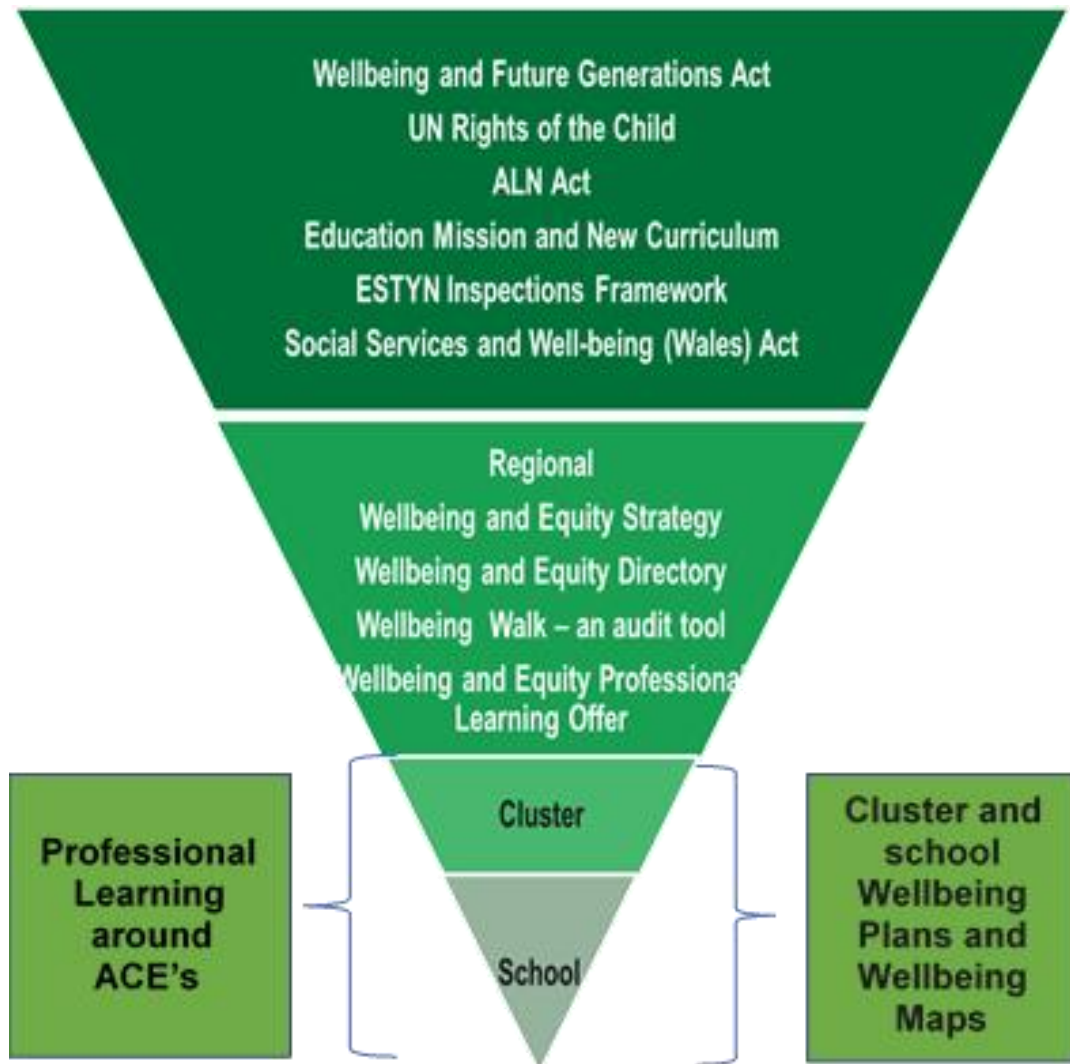 Wellbeing and Future Generations Act
UN Rights of the Child
ALN Act
Education Mission and New Curriculum
ESTYN Inspections Framework
Social Services and Well-being (Wales) Act
Regional
Wellbeing and Equity Strategy
Wellbeing and Equity Directory
Wellbeing Walk – an audit tool
Wellbeing and Equity Professional
Learning Offer
Cluster
School
Professional
Learning
around
ACE's
Cluster and
school
Wellbeing
Plans and
Wellbeing
Maps